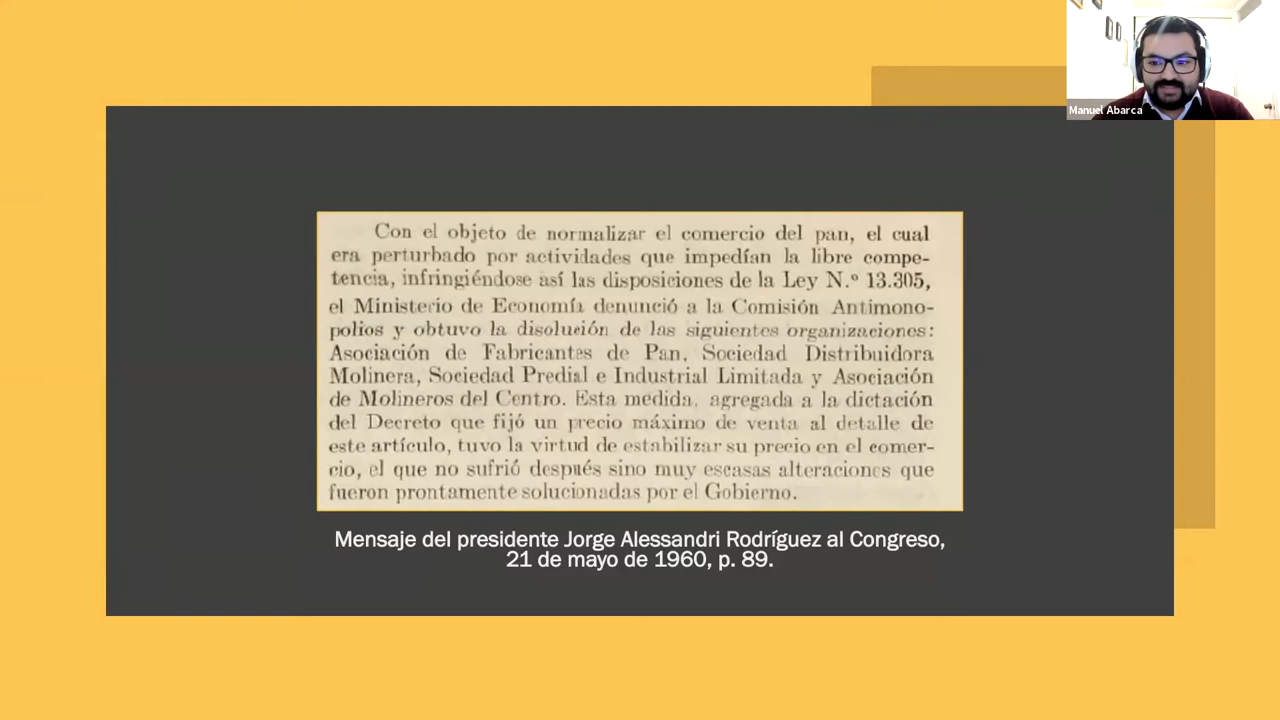 Manuel Abarca
Con el objeto de normalizar el comercio del pan, el cual
era perturbado por actividades que impedían la libre compe-
tencia, infringiéndose así las disposiciones de la Ley N.º 13.305,
el Ministerio de Economía denunció a la Comisión Antimono-
polios y obtuvo la disolución de las siguientes organizaciones:
Asociación de Fabricantes de Pan, Sociedad Distribuidora
Molinera, Sociedad Predial e Industrial Limitada y Asociación
de Molineros del Centro. Esta medida, agregada a la dictación
del Decreto que fijó un precio máximo de venta al detalle de
este artículo, tuvo la virtud de estabilizar su precio en el comer-
cio, el que no sufrió después sino muy escasas alteraciones que
fueron prontamente solucionadas por el Gobierno.
Mensaje del presidente Jorge Alessandri Rodríguez al Congreso,
21 de mayo de 1960, p. 89.